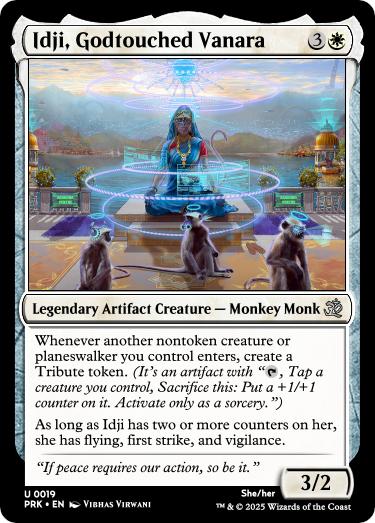 Idji, Godtouched Vanara 3
Legendary Artifact Creature — Monkey Monk
Whenever another nontoken creature or
planeswalker you control enters, create a
Tribute token. (It's an artifact with “, Tap a
creature you control, Sacrifice this: Put a +1/+1
counter on it. Activate only as a sorcery.”)
As long as Idji has two or more counters on her,
she has flying, first strike, and vigilance.
“If peace requires our action, so be it.”
3/2
U 0019 She/her
PRK • EN Vibhas Virwani ™ & © 2025 Wizards of the Coast